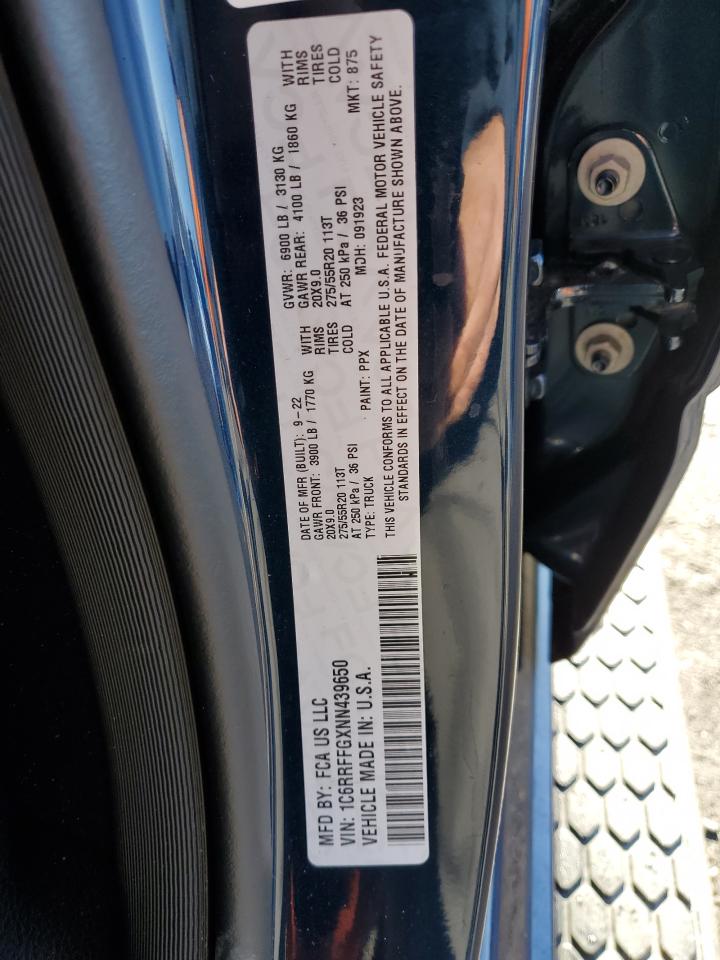 MFD BY: FCA US LLC
VIN: 1C6RRFFGXNN439650
VEHICLE MADE IN: U.S.A.
DATE OF MFR (BUILT): 9-22
GAWR FRONT: 3900 LB / 1770 KG WITH
20X9.0 RIMS
275/55R20 113T TIRES
AT 250 kPa / 36 PSI COLD
TYPE: TRUCK PAINT: PPX
GVWR: 6900 LB / 3130 KG
GAWR REAR: 4100 LB / 1860 KG WITH
20X9.0 RIMS
275/55R20 113T TIRES
AT 250 kPa / 36 PSI COLD
MDH: 091923 MKT: 875
THIS VEHICLE CONFORMS TO ALL APPLICABLE U.S.A. FEDERAL MOTOR VEHICLE SAFETY
STANDARDS IN EFFECT ON THE DATE OF MANUFACTURE SHOWN ABOVE.